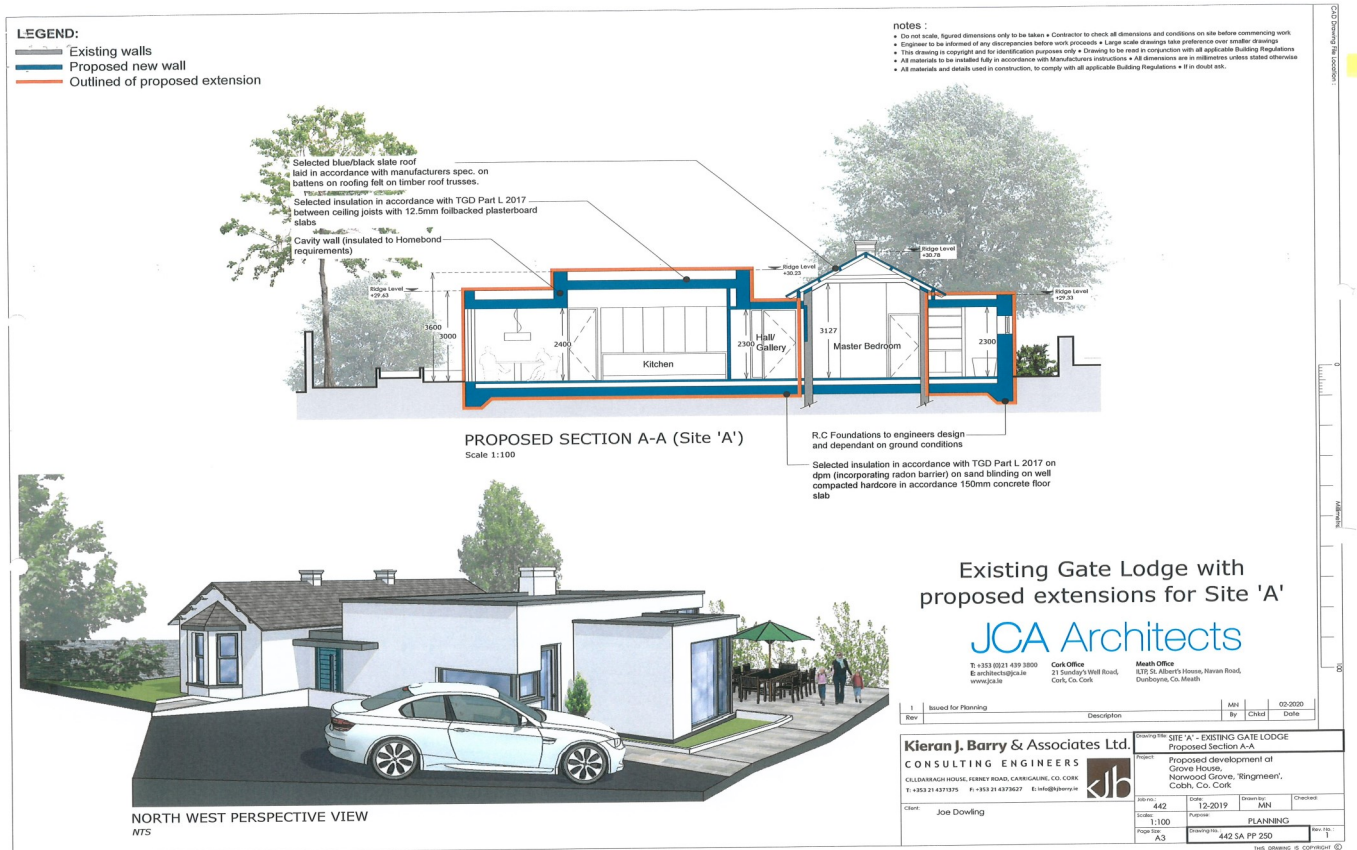 LEGEND:
Existing walls
Proposed new wall
Outlined of proposed extension
notes :
• Do not scale, figured dimensions only to be taken • Contractor to check all dimensions and conditions on site before commencing work
• Engineer to be informed of any discrepancies before work proceeds • Large scale drawings take preference over smaller drawings
• This drawing is copyright and for identification purposes only • Drawing to be read in conjunction with all applicable Building Regulations
• All materials to be installed fully in accordance with Manufacturers instructions • All dimensions are in millimetres unless stated otherwise
• All materials and details used in construction, to comply with all applicable Building Regulations • If in doubt ask.
CAD Drawing File Location :
Selected blue/black slate roof
laid in accordance with manufacturers spec. on
battens on roofing felt on timber roof trusses.
Selected insulation in accordance with TGD Part L 2017
between ceiling joists with 12.5mm foilbacked plasterboard
slabs
Cavity wall (insulated to Homebond
requirements)
Ridge Level
+29.63
Ridge Level
+30.23
Ridge Level
+30.78
Ridge Level
+29.33
3600
3000
2400
Kitchen
2300
Hall/
Gallery
3127
Master Bedroom
2300
PROPOSED SECTION A-A (Site 'A')
Scale 1:100
R.C Foundations to engineers design
and dependant on ground conditions
Selected insulation in accordance with TGD Part L 2017 on
dpm (incorporating radon barrier) on sand blinding on well
compacted hardcore in accordance 150mm concrete floor
slab
0
Millimetres
100
NORTH WEST PERSPECTIVE VIEW
NTS
Existing Gate Lodge with
proposed extensions for Site 'A'
JCA Architects
T: +353 (0)21 439 3800
E: architects@jca.ie
www.jca.ie
Cork Office
21 Sunday's Well Road,
Cork, Co. Cork
Meath Office
ILTP, St. Albert's House, Navan Road,
Dunboyne, Co. Meath
1 Issued for Planning MN 02-2020
Rev Descripton By Chkd Date
Kieran J. Barry & Associates Ltd.
CONSULTING ENGINEERS
CILLDARRAGH HOUSE, FERNEY ROAD, CARRIGALINE, CO. CORK
T: +353 21 4371375 F: +353 21 4373627 E: info@kjbarry.ie
kjb
Client: Joe Dowling
Drawing Title: SITE 'A' - EXISTING GATE LODGE
Proposed Section A-A
Project: Proposed development at
Grove House,
Norwood Grove, 'Ringmeen',
Cobh, Co. Cork
Job no.: 442
Date: 12-2019
Drawn by: MN
Checked:
Scales: 1:100
Purpose: PLANNING
Page Size: A3
Drawing No.: 442 SA PP 250
Rev. No.: 1
THIS DRAWING IS COPYRIGHT ©